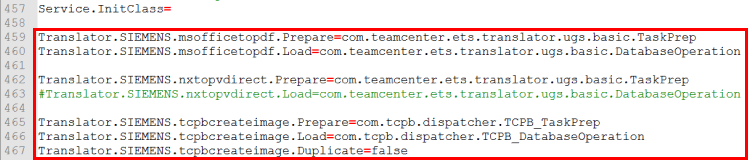 457 Service.InitClass=
458
459 Translator.SIEMENS.msofficetopdf.Prepare=com.teamcenter.ets.translator.ugs.basic.TaskPrep
460 Translator.SIEMENS.msofficetopdf.Load=com.teamcenter.ets.translator.ugs.basic.DatabaseOperation
461
462 Translator.SIEMENS.nxtopvdirect.Prepare=com.teamcenter.ets.translator.ugs.basic.TaskPrep
463 #Translator.SIEMENS.nxtopvdirect.Load=com.teamcenter.ets.translator.ugs.basic.DatabaseOperation
464
465 Translator.SIEMENS.tcpbcreateimage.Prepare=com.tcpb.dispatcher.TCPB_TaskPrep
466 Translator.SIEMENS.tcpbcreateimage.Load=com.tcpb.dispatcher.TCPB_DatabaseOperation
467 Translator.SIEMENS.tcpbcreateimage.Duplicate=false